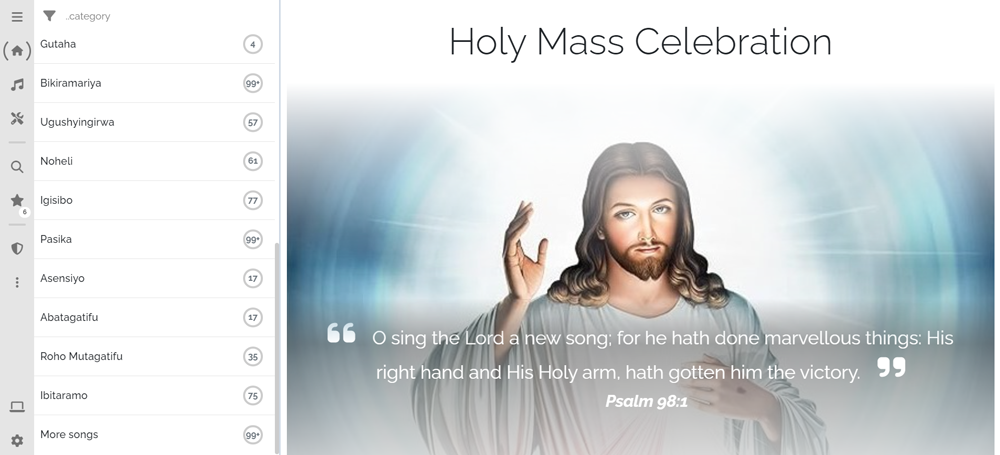 ..category
Gutaha 4
Bikiramariya 99+
Ugushyingirwa 57
Noheli 61
Igisibo 77
6
Pasika 99+
Asensiyo 17
Abatagatifu 17
Roho Mutagatifu 35
Ibitaramo 75
More songs 99+
Holy Mass Celebration
“ O sing the Lord a new song; for he hath done marvellous things: His
right hand and His Holy arm, hath gotten him the victory. ”
Psalm 98:1